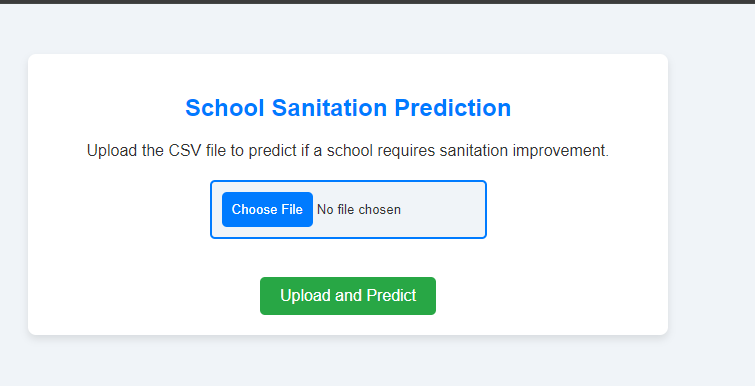 School Sanitation Prediction
Upload the CSV file to predict if a school requires sanitation improvement.
Choose File No file chosen
Upload and Predict